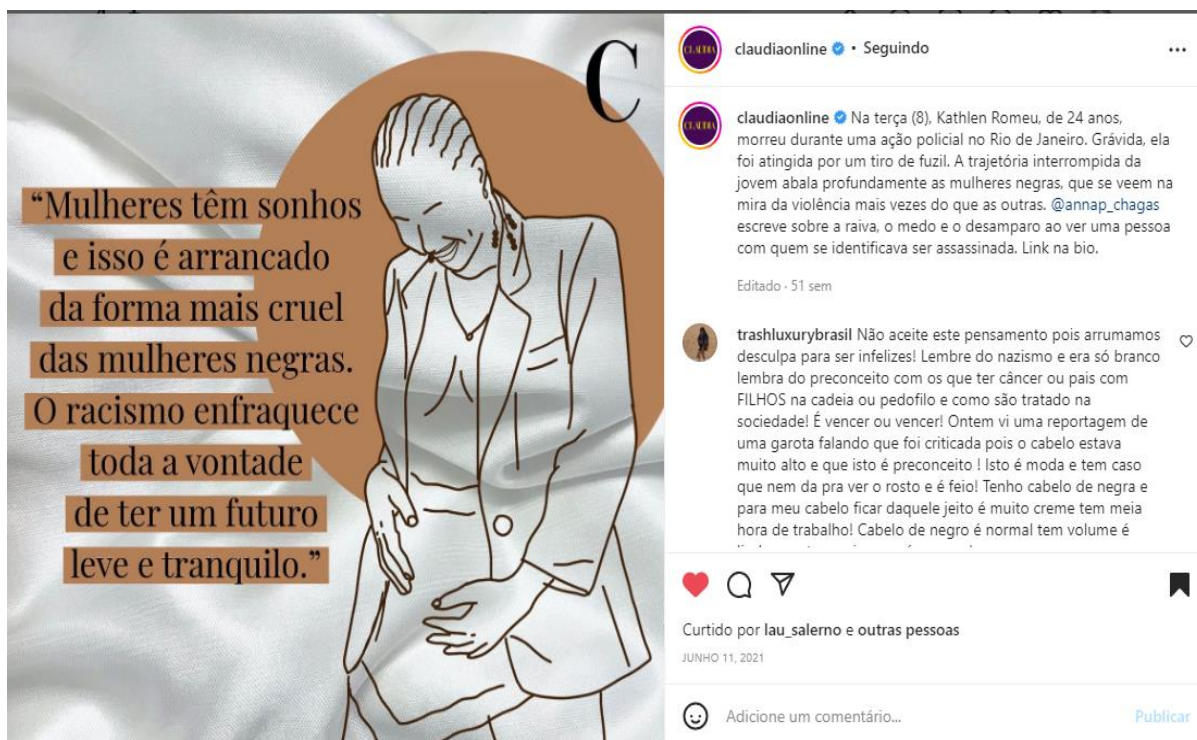 C
“Mulheres têm sonhos
e isso é arrancado
da forma mais cruel
das mulheres negras.
O racismo enfraquece
toda a vontade
de ter um futuro
leve e tranquilo.”
CLAUDIA
claudiaonline • Seguindo
CLAUDIA
claudiaonline Na terça (8), Kathlen Romeu, de 24 anos,
morreu durante uma ação policial no Rio de Janeiro. Grávida, ela
foi atingida por um tiro de fuzil. A trajetória interrompida da
jovem abala profundamente as mulheres negras, que se veem na
mira da violência mais vezes do que as outras. @annap_chagas
escreve sobre a raiva, o medo e o desamparo ao ver uma pessoa
com quem se identificava ser assassinada. Link na bio.
Editado · 51 sem
trashluxurybrasil Não aceite este pensamento pois arrumamos
desculpa para ser infelizes! Lembre do nazismo e era só branco
lembra do preconceito com os que ter câncer ou pais com
FILHOS na cadeia ou pedofilo e como são tratado na
sociedade! É vencer ou vencer! Ontem vi uma reportagem de
uma garota falando que foi criticada pois o cabelo estava
muito alto e que isto é preconceito ! Isto é moda e tem caso
que nem da pra ver o rosto e é feio! Tenho cabelo de negra e
para meu cabelo ficar daquele jeito é muito creme tem meia
hora de trabalho! Cabelo de negro é normal tem volume é
Curtido por lau_salerno e outras pessoas
JUNHO 11, 2021
Adicione um comentário...
Publicar